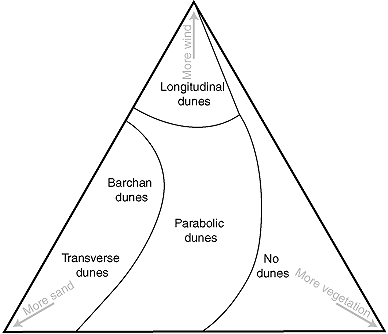 More wind
Longitudinal
dunes
Barchan
dunes
Parabolic
dunes
Transverse
dunes
No
dunes
More sand
More vegetation